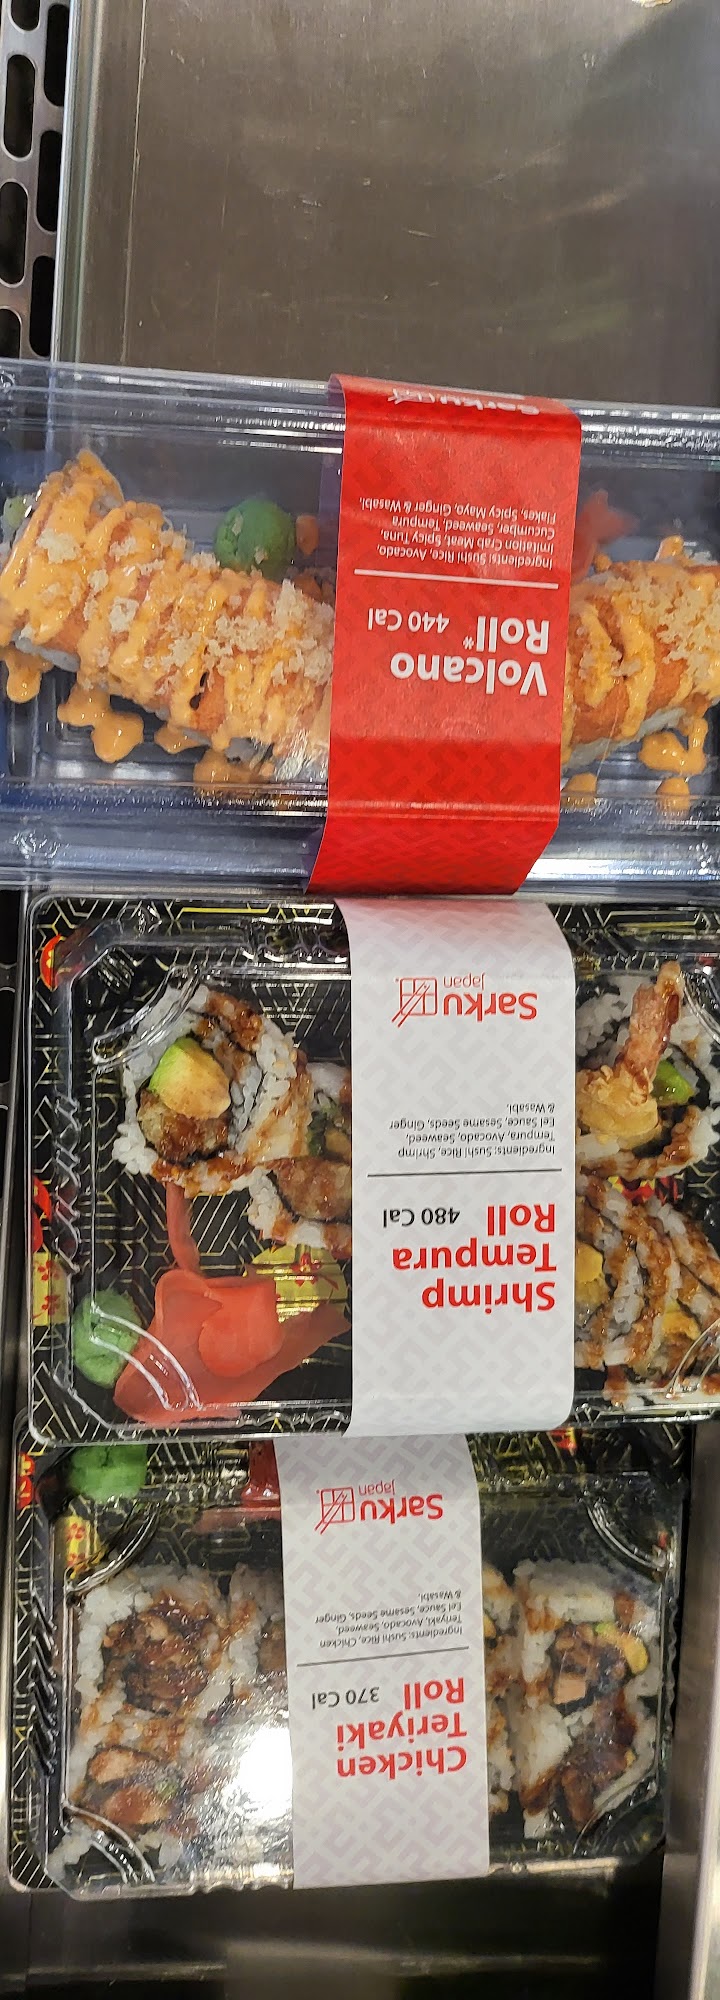 Chicken
Teriyaki
Roll 370 Cal
Ingredients: Sushi Rice, Chicken
Teriyaki, Avocado, Seaweed,
Eel Sauce, Sesame Seeds, Ginger
& Wasabi.
Sarku
Japan
Shrimp
Tempura
Roll 480 Cal
Ingredients: Sushi Rice, Shrimp
Tempura, Avocado, Seaweed,
Eel Sauce, Sesame Seeds, Ginger
& Wasabi.
Sarku
Japan.
Volcano
Roll* 440 Cal
Ingredients: Sushi Rice, Avocado,
Imitation Crab Meat, Spicy Tuna,
Cucumber, Seaweed, Tempura
Flakes, Spicy Mayo, Ginger & Wasabi.
Sarku